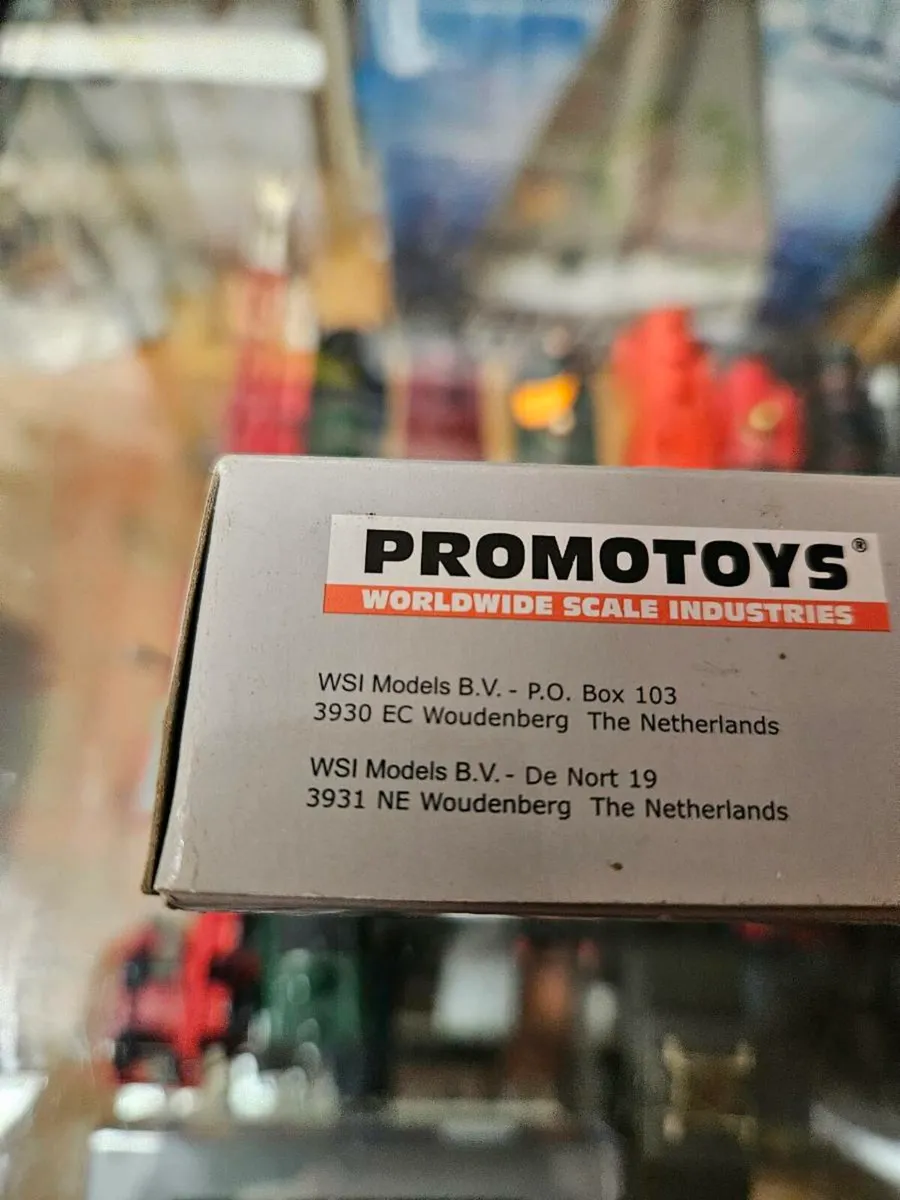 PROMOTOYS®
WORLDWIDE SCALE INDUSTRIES
WSI Models B.V. - P.O. Box 103
3930 EC Woudenberg The Netherlands
WSI Models B.V. - De Nort 19
3931 NE Woudenberg The Netherlands